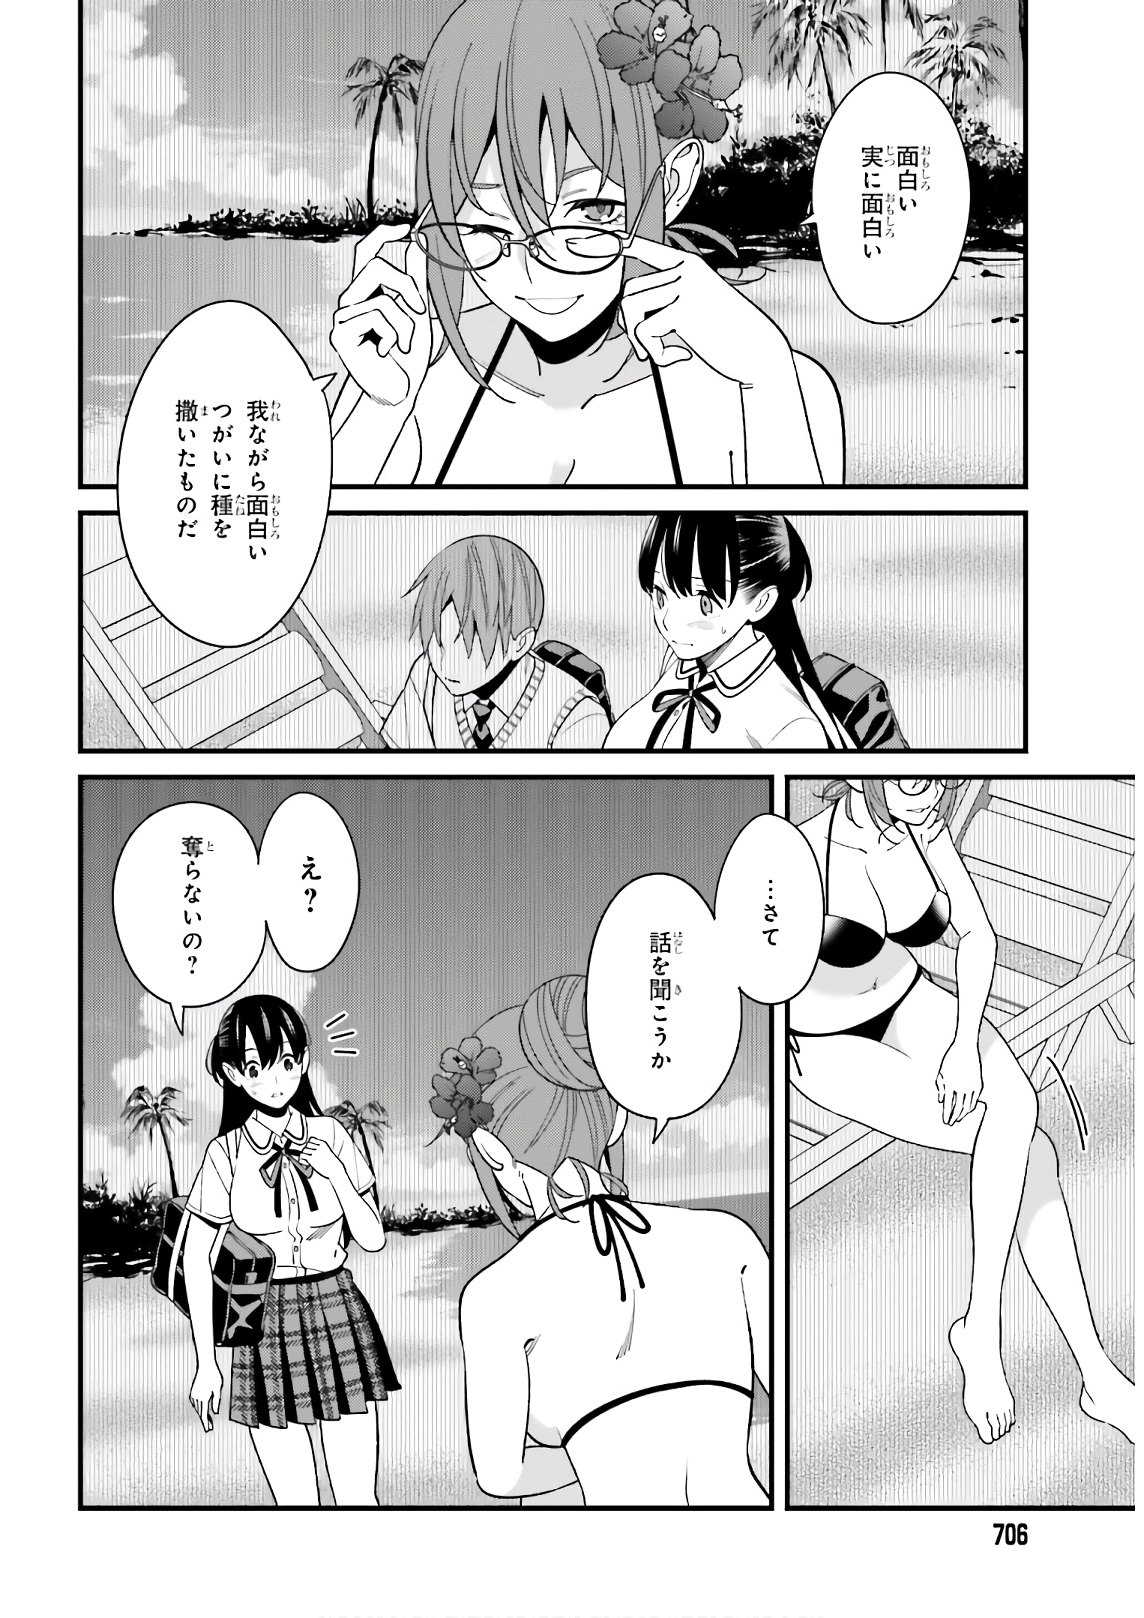 面白い
実に面白い
我ながら面白い
つがいに種を
撒いたものだ
…さて
話を聞こうか
え？
奪らないの？
706